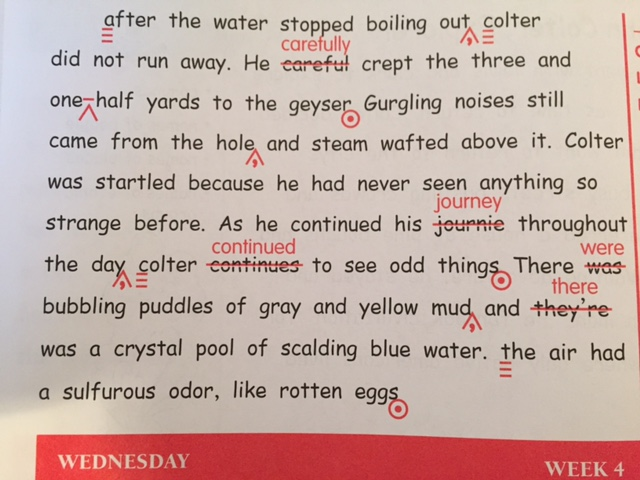 after the water stopped boiling out, colter
carefully
did not run away. He careful crept the three and
one-half yards to the geyser. Gurgling noises still
came from the hole, and steam wafted above it. Colter
was startled because he had never seen anything so
journey
strange before. As he continued his journie throughout
continued were
the day, colter continues to see odd things. There was
there
bubbling puddles of gray and yellow mud, and they're
was a crystal pool of scalding blue water. the air had
a sulfurous odor, like rotten eggs.
WEDNESDAY WEEK 4